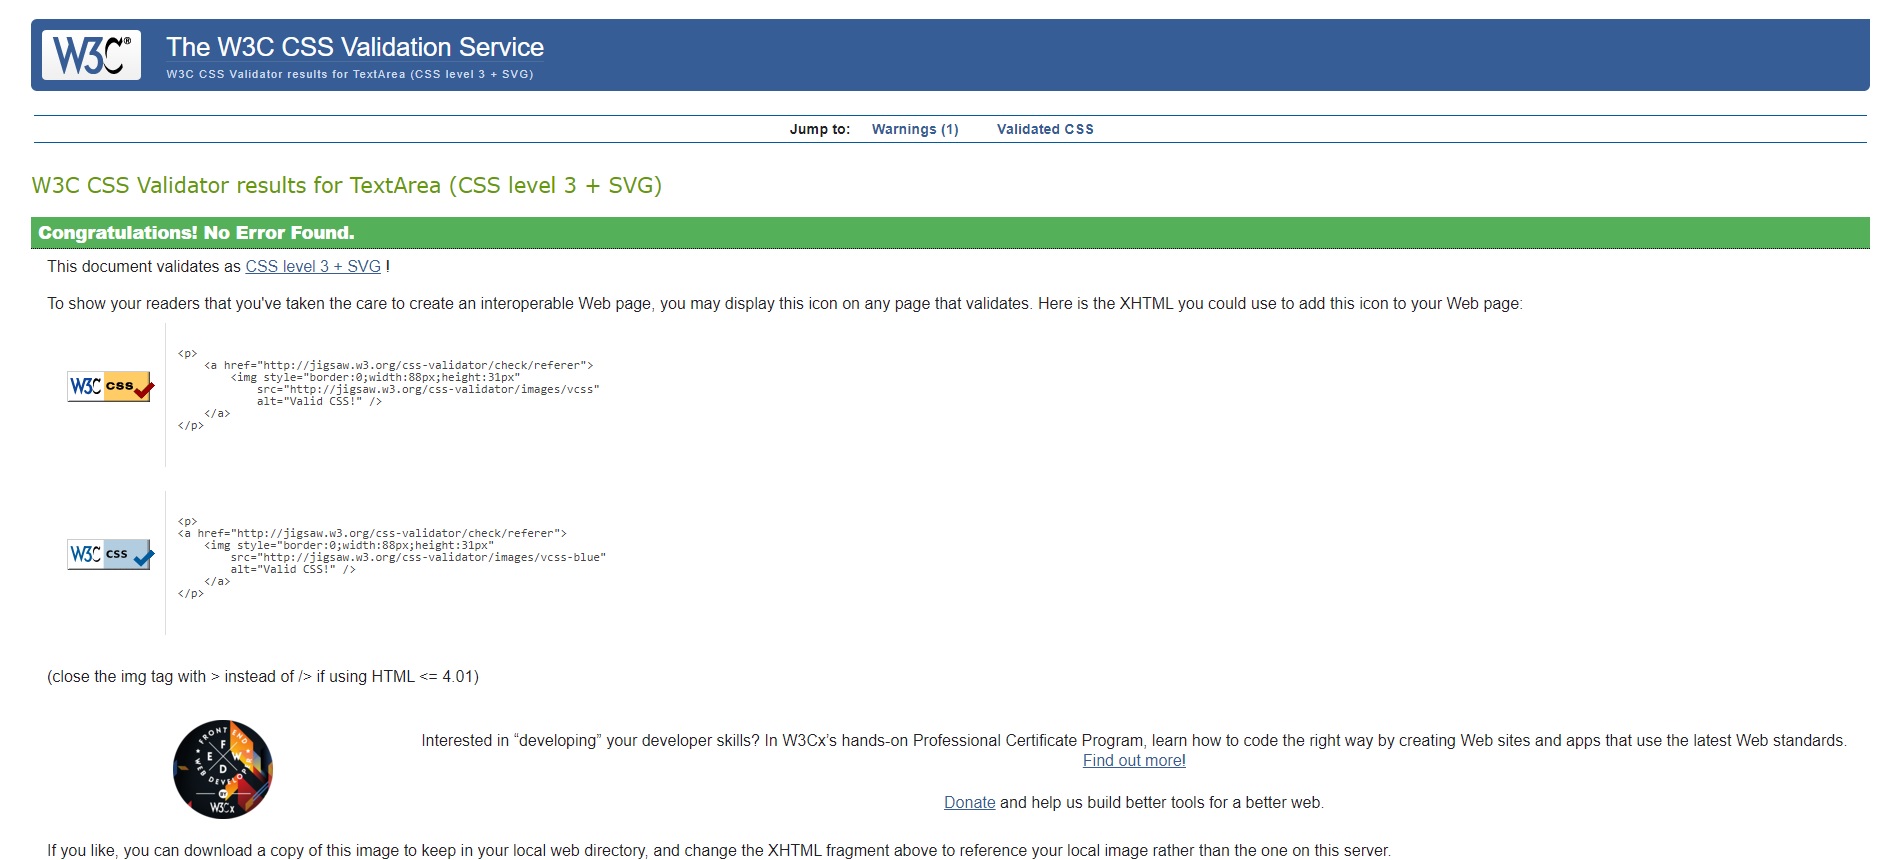 W3C®
The W3C CSS Validation Service
W3C CSS Validator results for TextArea (CSS level 3 + SVG)
Jump to: Warnings (1) Validated CSS
W3C CSS Validator results for TextArea (CSS level 3 + SVG)
Congratulations! No Error Found.
This document validates as CSS level 3 + SVG !
To show your readers that you've taken the care to create an interoperable Web page, you may display this icon on any page that validates. Here is the XHTML you could use to add this icon to your Web page:
W3C css
<p>
<a href="http://jigsaw.w3.org/css-validator/check/referer">
<img style="border:0;width:88px;height:31px"
src="http://jigsaw.w3.org/css-validator/images/vcss"
alt="Valid CSS!" />
</a>
</p>
W3C css
<p>
<a href="http://jigsaw.w3.org/css-validator/check/referer">
<img style="border:0;width:88px;height:31px"
src="http://jigsaw.w3.org/css-validator/images/vcss-blue"
alt="Valid CSS!" />
</a>
</p>
(close the img tag with > instead of /> if using HTML <= 4.01)
FRONT END
F
E W
D
WEB DEVELOPER
BY
W3Cx
Interested in “developing” your developer skills? In W3Cx’s hands-on Professional Certificate Program, learn how to code the right way by creating Web sites and apps that use the latest Web standards.
Find out more!
Donate and help us build better tools for a better web.
If you like, you can download a copy of this image to keep in your local web directory, and change the XHTML fragment above to reference your local image rather than the one on this server.